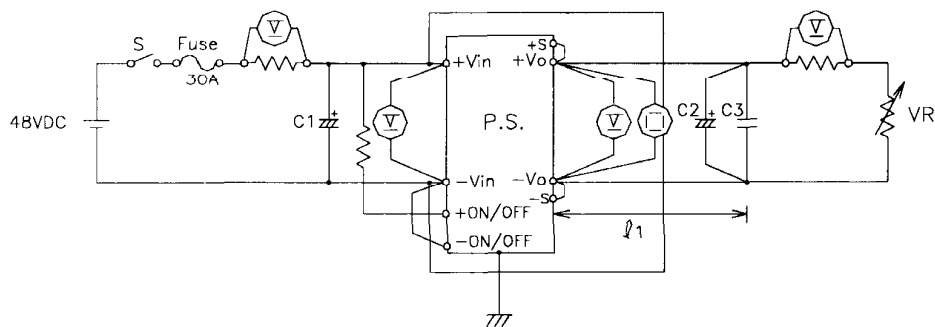 S
Fuse
30A
V
48VDC
C1
+
V
+Vin
-Vin
+ON/OFF
-ON/OFF
P.S.
+S
+Vo
-Vo
-S
V
C2
+
C3
V
VR
ℓ1